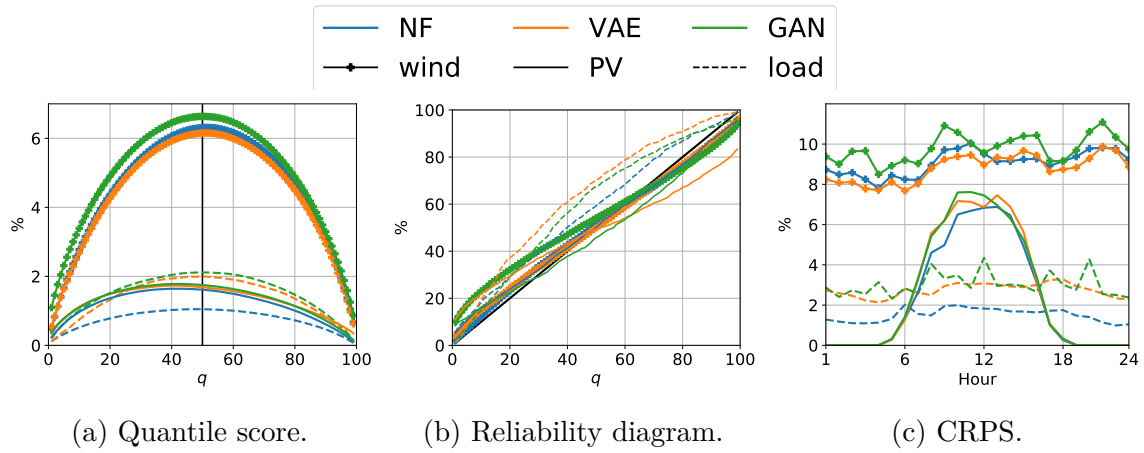 NF VAE GAN
wind PV load
%
6
4
2
0
0 20 40 60 80 100
q
%
100
80
60
40
20
0
0 20 40 60 80 100
q
%
10
8
6
4
2
0
1 6 12 18 24
Hour
(a) Quantile score.
(b) Reliability diagram.
(c) CRPS.